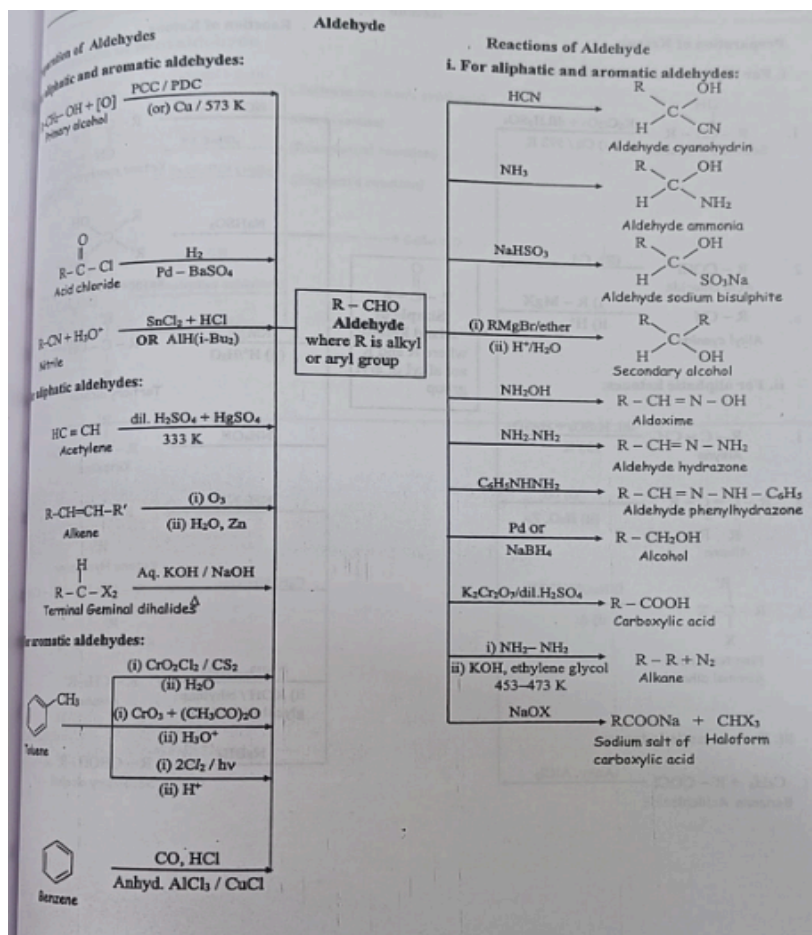 Aldehyde
of Aldehydes
aliphatic and aromatic aldehydes:
OH + [O]
alcohol
PCC / PDC
(or) Cu / 573 K
O
R – C – Cl
Acid chloride
H₂
Pd – BaSO₄
R-CN + H₃O⁺
Nitrile
SnCl₂ + HCl
OR AlH(i-Bu₂)
aliphatic aldehydes:
HC ≡ CH
Acetylene
dil. H₂SO₄ + HgSO₄
333 K
R-CH=CH–R′
Alkene
(i) O₃
(ii) H₂O, Zn
H
R – C – X₂
Terminal Geminal dihalides
Aq. KOH / NaOH
Δ
aromatic aldehydes:
CH₃
Toluene
(i) CrO₂Cl₂ / CS₂
(ii) H₂O
(i) CrO₃ + (CH₃CO)₂O
(ii) H₃O⁺
(i) 2Cl₂ / hν
(ii) H⁺
Benzene
CO, HCl
Anhyd. AlCl₃ / CuCl
R – CHO
Aldehyde
where R is alkyl
or aryl group
Reactions of Aldehyde
i. For aliphatic and aromatic aldehydes:
HCN
R OH
C
H CN
Aldehyde cyanohydrin
NH₃
R OH
C
H NH₂
Aldehyde ammonia
NaHSO₃
R OH
C
H SO₃Na
Aldehyde sodium bisulphite
(i) RMgBr/ether
(ii) H⁺/H₂O
R R
C
H OH
Secondary alcohol
NH₂OH
R – CH = N – OH
Aldoxime
NH₂.NH₂
R – CH= N – NH₂
Aldehyde hydrazone
C₆H₅NHNH₂
R – CH = N – NH – C₆H₅
Aldehyde phenylhydrazone
Pd or
NaBH₄
R – CH₂OH
Alcohol
K₂Cr₂O₇/dil.H₂SO₄
R – COOH
Carboxylic acid
i) NH₂– NH₂
ii) KOH, ethylene glycol
453–473 K
R – R + N₂
Alkane
NaOX
RCOONa + CHX₃
Sodium salt of Haloform
carboxylic acid